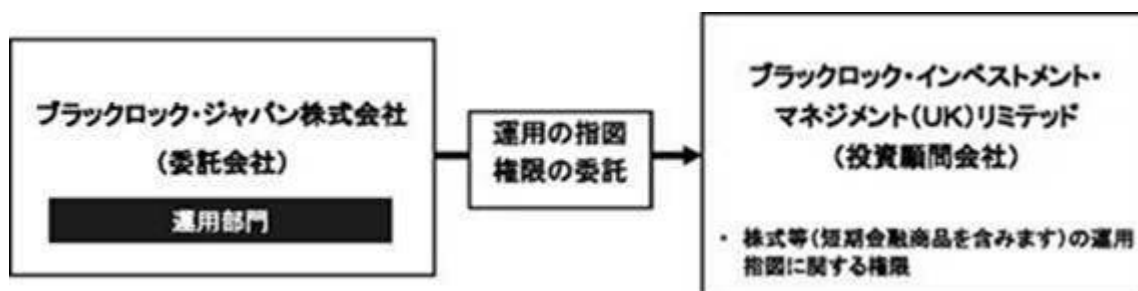 ブラックロック・ジャパン株式会社
（委託会社）
運用部門
運用の指図
権限の委託
ブラックロック・インベストメント・
マネジメント（UK）リミテッド
（投資顧問会社）
・ 株式等（短期金融商品を含みます）の運用
指図に関する権限